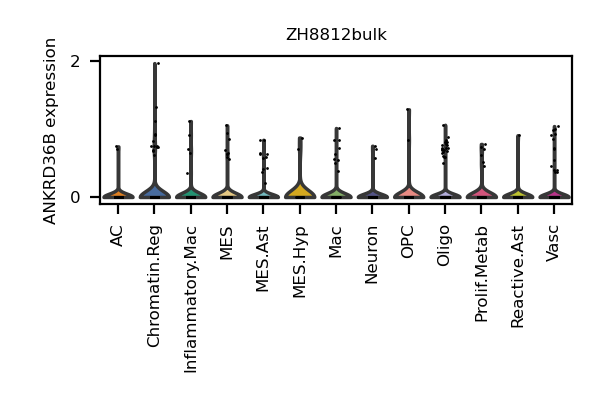 ZH8812bulk
ANKRD36B expression
2
0
AC
Chromatin.Reg
Inflammatory.Mac
MES
MES.Ast
MES.Hyp
Mac
Neuron
OPC
Oligo
Prolif.Metab
Reactive.Ast
Vasc